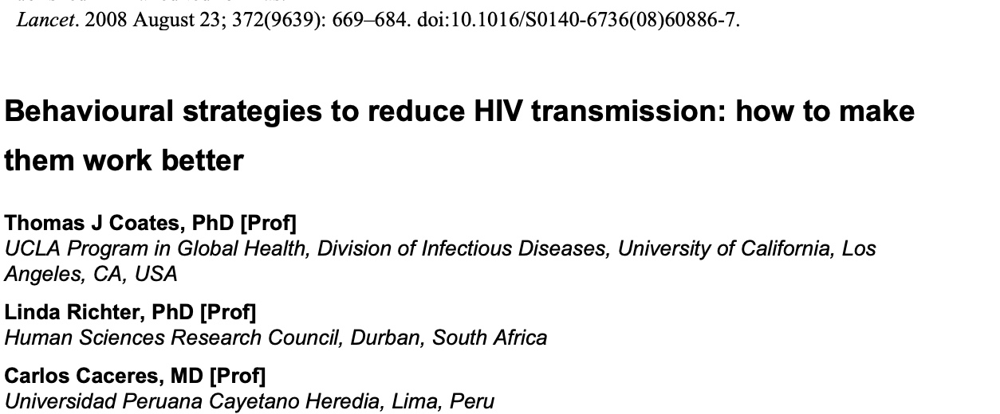 Lancet. 2008 August 23; 372(9639): 669–684. doi:10.1016/S0140-6736(08)60886-7.
Behavioural strategies to reduce HIV transmission: how to make
them work better
Thomas J Coates, PhD [Prof]
UCLA Program in Global Health, Division of Infectious Diseases, University of California, Los
Angeles, CA, USA
Linda Richter, PhD [Prof]
Human Sciences Research Council, Durban, South Africa
Carlos Caceres, MD [Prof]
Universidad Peruana Cayetano Heredia, Lima, Peru